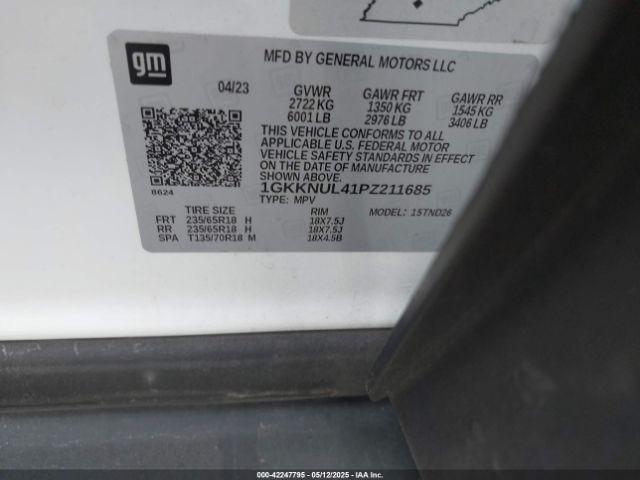 gm
MFD BY GENERAL MOTORS LLC
04/23 GVWR GAWR FRT GAWR RR
2722 KG 1350 KG 1545 KG
6001 LB 2976 LB 3406 LB
THIS VEHICLE CONFORMS TO ALL
APPLICABLE U.S. FEDERAL MOTOR
VEHICLE SAFETY STANDARDS IN EFFECT
ON THE DATE OF MANUFACTURE
SHOWN ABOVE.
1GKKNUL41PZ211685
8624 TYPE: MPV MODEL: 15TND26
TIRE SIZE RIM
FRT 235/65R18 H 18X7.5J
RR 235/65R18 H 18X7.5J
SPA T135/70R18 M 18X4.5B
000-42247795 - 05/12/2025 - IAA Inc.